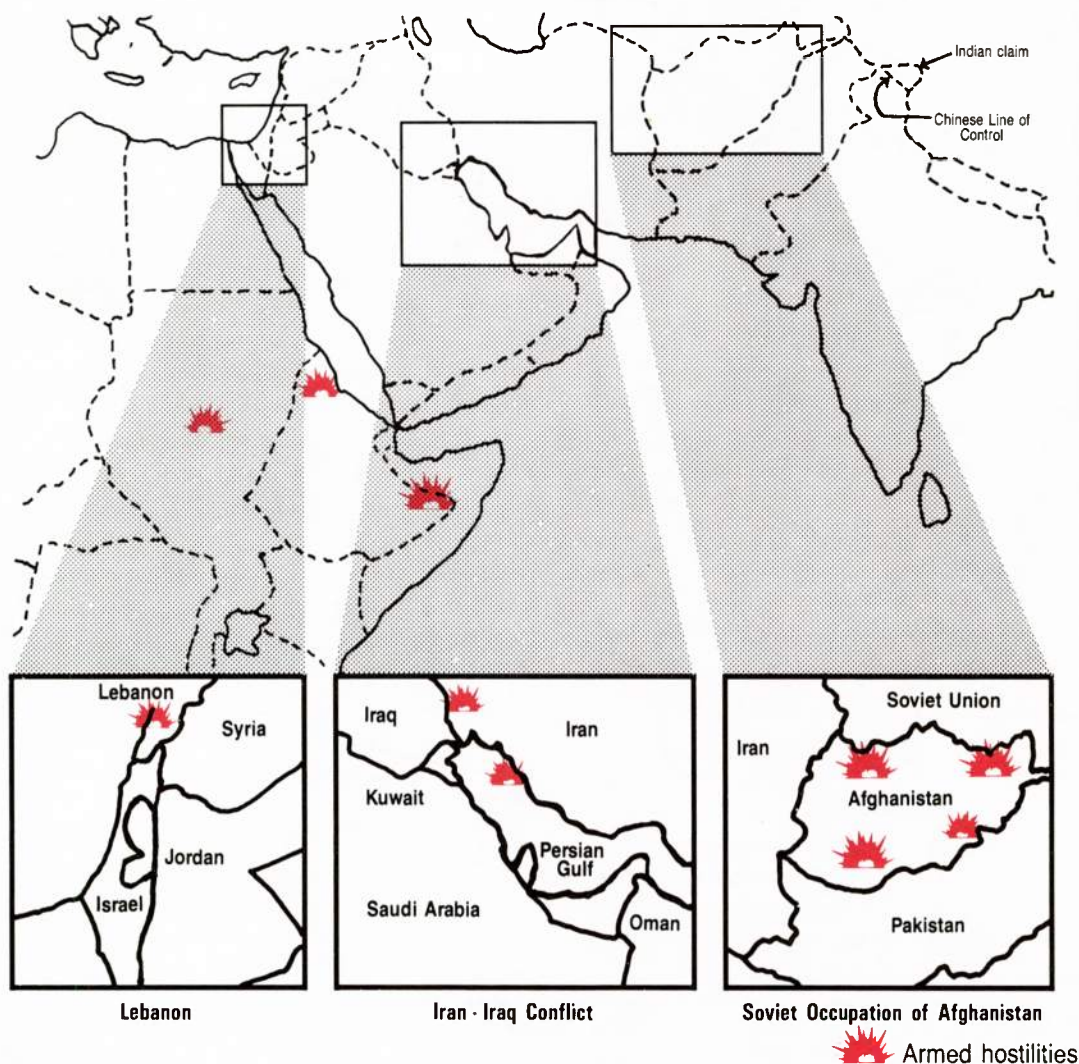 Indian claim
Chinese Line of
Control
Lebanon
Syria
Jordan
Israel
Lebanon
Iraq
Iran
Kuwait
Persian
Gulf
Saudi Arabia
Oman
Iran - Iraq Conflict
Soviet Union
Iran
Afghanistan
Pakistan
Soviet Occupation of Afghanistan
Armed hostilities